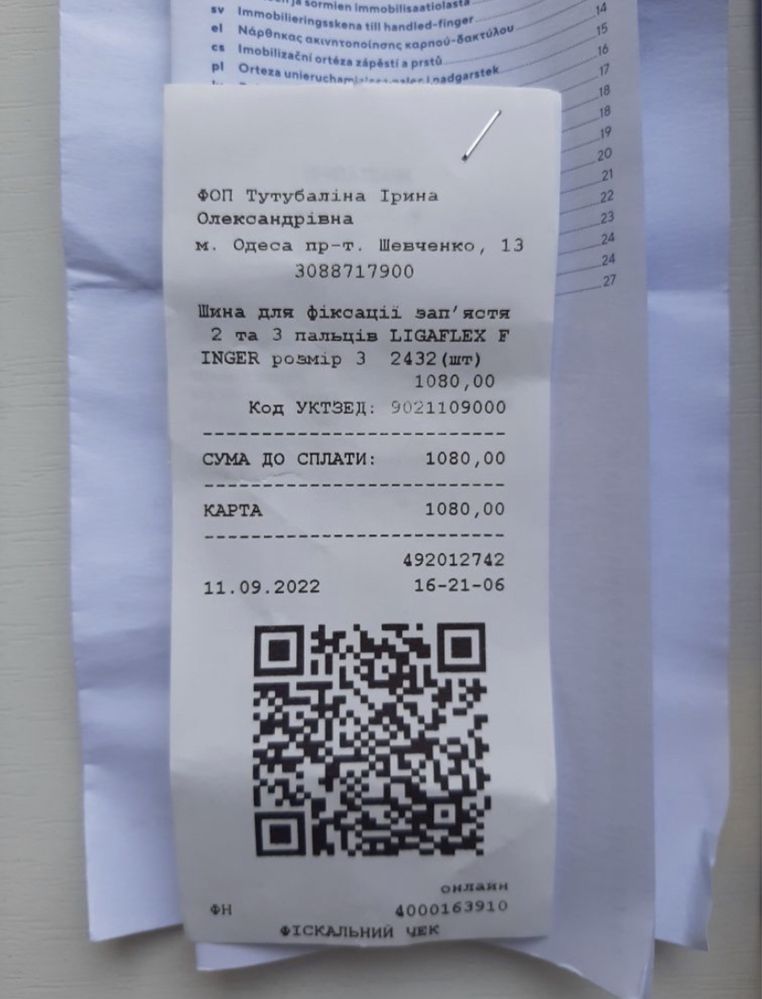 sormien immobilisaatiolasta
sv Immobilieringsskena till handled-finger 14
el Νάρθηκας ακινητοποίησης καρπού-δακτύλου 15
cs Imobilizační ortéza zápěstí a prstů 16
pl Orteza nadgarstek 17
18
18
19
20
21
22
23
24
24
27
ФОП Тутубаліна Ірина
Олександрівна
м. Одеса пр-т. Шевченко, 13
3088717900
Шина для фіксації зап'ястя
2 та 3 пальців LIGAFLEX F
INGER розмір 3 2432(шт)
1080,00
Код УКТЗЕД: 9021109000
СУМА ДО СПЛАТИ: 1080,00
КАРТА 1080,00
492012742
11.09.2022 16-21-06
онлайн
ФН 4000163910
ФІСКАЛЬНИЙ ЧЕК